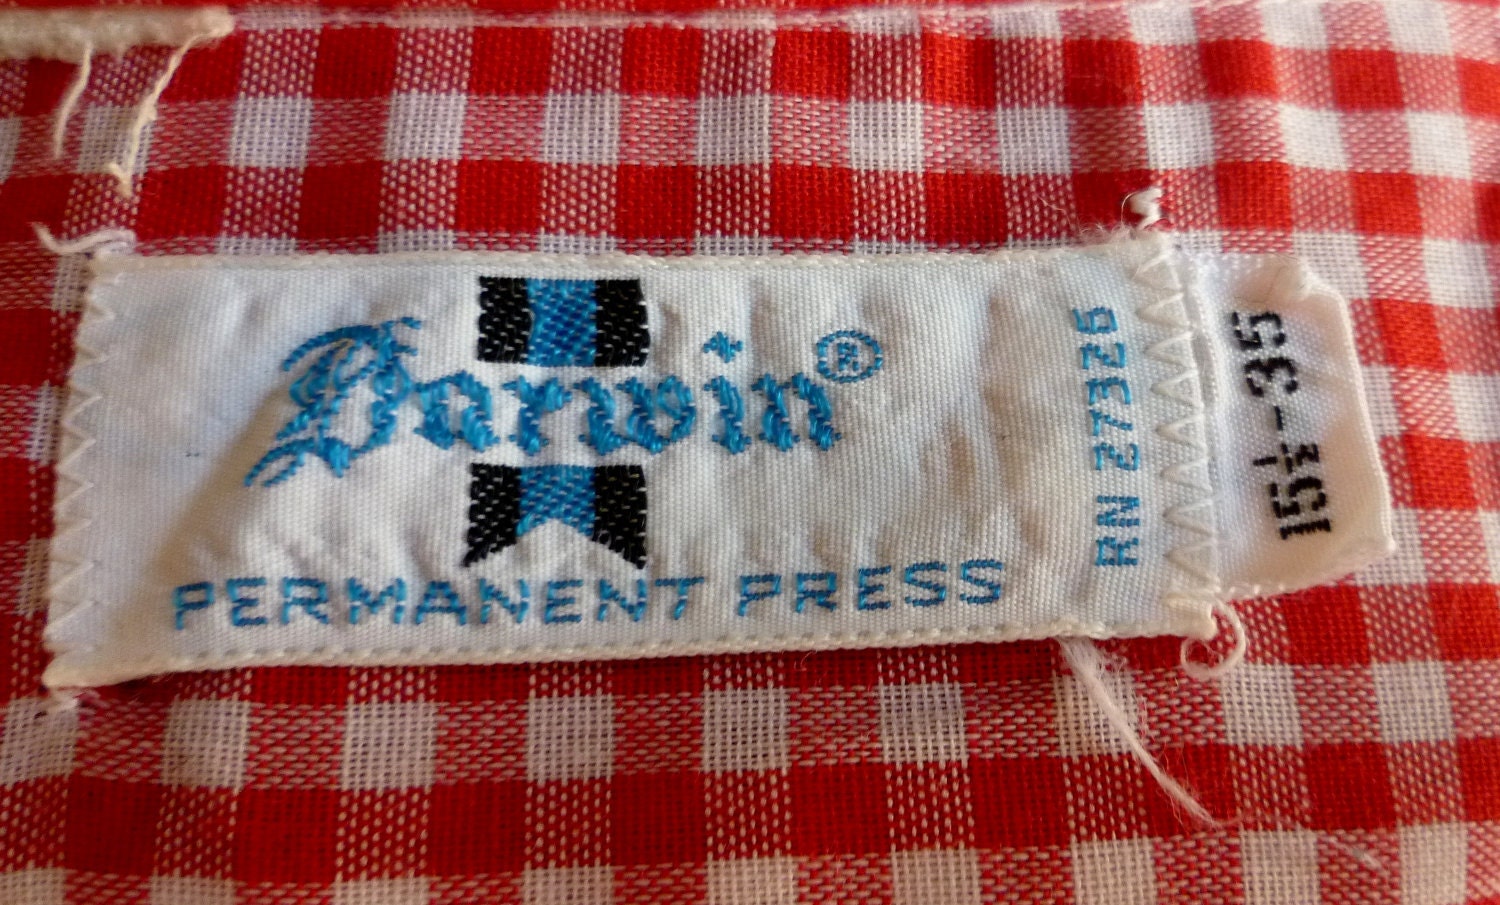 Darwin®
PERMANENT PRESS
RN 27326
15½-35